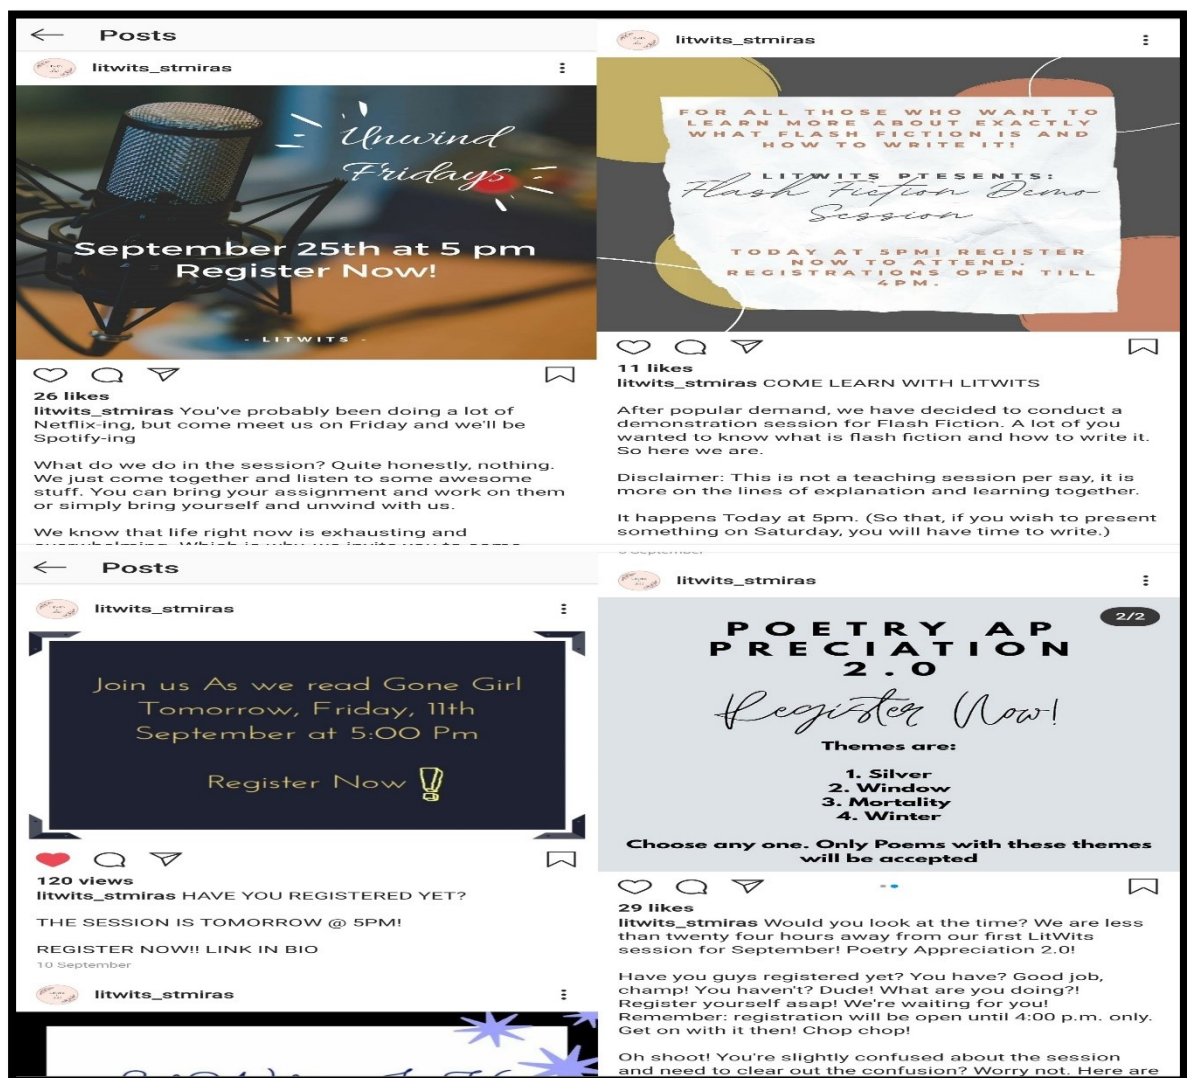 Posts
litwits_stmiras
Unwind
Fridays
September 25th at 5 pm
Register Now!
- LITWITS -
26 likes
litwits_stmiras You've probably been doing a lot of
Netflix-ing, but come meet us on Friday and we'll be
Spotify-ing
What do we do in the session? Quite honestly, nothing.
We just come together and listen to some awesome
stuff. You can bring your assignment and work on them
or simply bring yourself and unwind with us.
We know that life right now is exhausting and
litwits_stmiras
FOR ALL THOSE WHO WANT TO
LEARN MORE ABOUT EXACTLY
WHAT FLASH FICTION IS AND
HOW TO WRITE IT!
LITWITS PTESENTS:
Flash Fiction Demo-
Session
TODAY AT 5PM! REGISTER
NOW TO ATTEND.
REGISTRATIONS OPEN TILL
4PM.
11 likes
litwits_stmiras COME LEARN WITH LITWITS
After popular demand, we have decided to conduct a
demonstration session for Flash Fiction. A lot of you
wanted to know what is flash fiction and how to write it.
So here we are.
Disclaimer: This is not a teaching session per say, it is
more on the lines of explanation and learning together.
It happens Today at 5pm. (So that, if you wish to present
something on Saturday, you will have time to write.)
Posts
litwits_stmiras
Join us As we read Gone Girl
Tomorrow, Friday, 11th
September at 5:00 Pm
Register Now !
120 views
litwits_stmiras HAVE YOU REGISTERED YET?
THE SESSION IS TOMORROW @ 5PM!
REGISTER NOW!! LINK IN BIO
10 September
litwits_stmiras
litwits_stmiras
2/2
POETRY AP
PRECIATION
2.0
Register Now!
Themes are:
1. Silver
2. Window
3. Mortality
4. Winter
Choose any one. Only Poems with these themes
will be accepted
29 likes
litwits_stmiras Would you look at the time? We are less
than twenty four hours away from our first LitWits
session for September! Poetry Appreciation 2.0!
Have you guys registered yet? You have? Good job,
champ! You haven't? Dude! What are you doing?!
Register yourself asap! We're waiting for you!
Remember: registration will be open until 4:00 p.m. only.
Get on with it then! Chop chop!
Oh shoot! You're slightly confused about the session
and need to clear out the confusion? Worry not. Here are